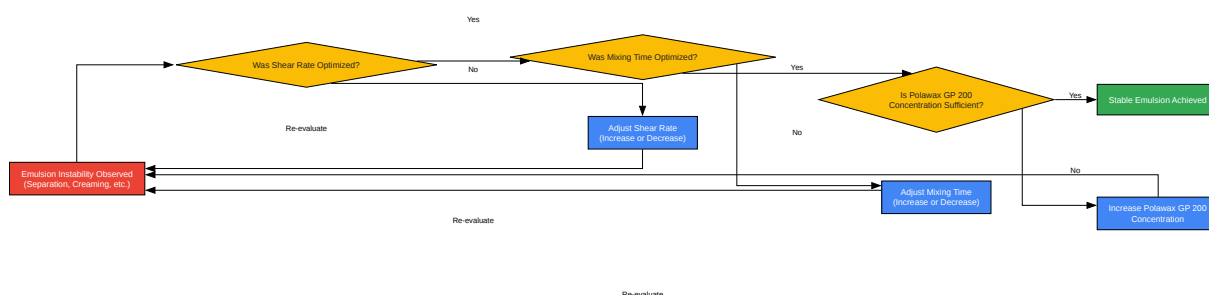 Yes
Was Shear Rate Optimized?
Was Mixing Time Optimized?
No
Yes
Is Polawax GP 200
Concentration Sufficient?
Yes
Stable Emulsion Achieved
Re-evaluate
Adjust Shear Rate
(Increase or Decrease)
No
Emulsion Instability Observed
(Separation, Creaming, etc.)
No
Adjust Mixing Time
(Increase or Decrease)
Increase Polawax GP 200
Concentration
Re-evaluate
Re-evaluate